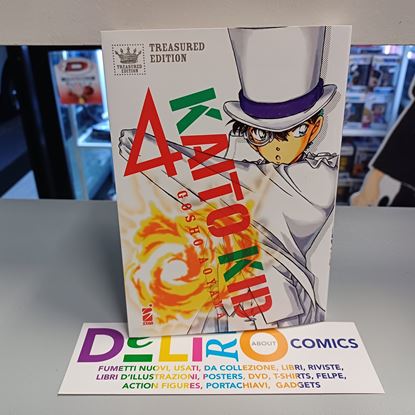 TREASURED
EDITION
TREASURED
EDITION
4
KAITO KID
GOSHO AOYAMA
DELIRO ABOUT COMICS
FUMETTI NUOVI, USATI, DA COLLEZIONE, LIBRI, RIVISTE,
LIBRI D'ILLUSTRAZIONI, POSTERS, DVD, T-SHIRTS, FELPE,
ACTION FIGURES, PORTACHIAVI, GADGETS